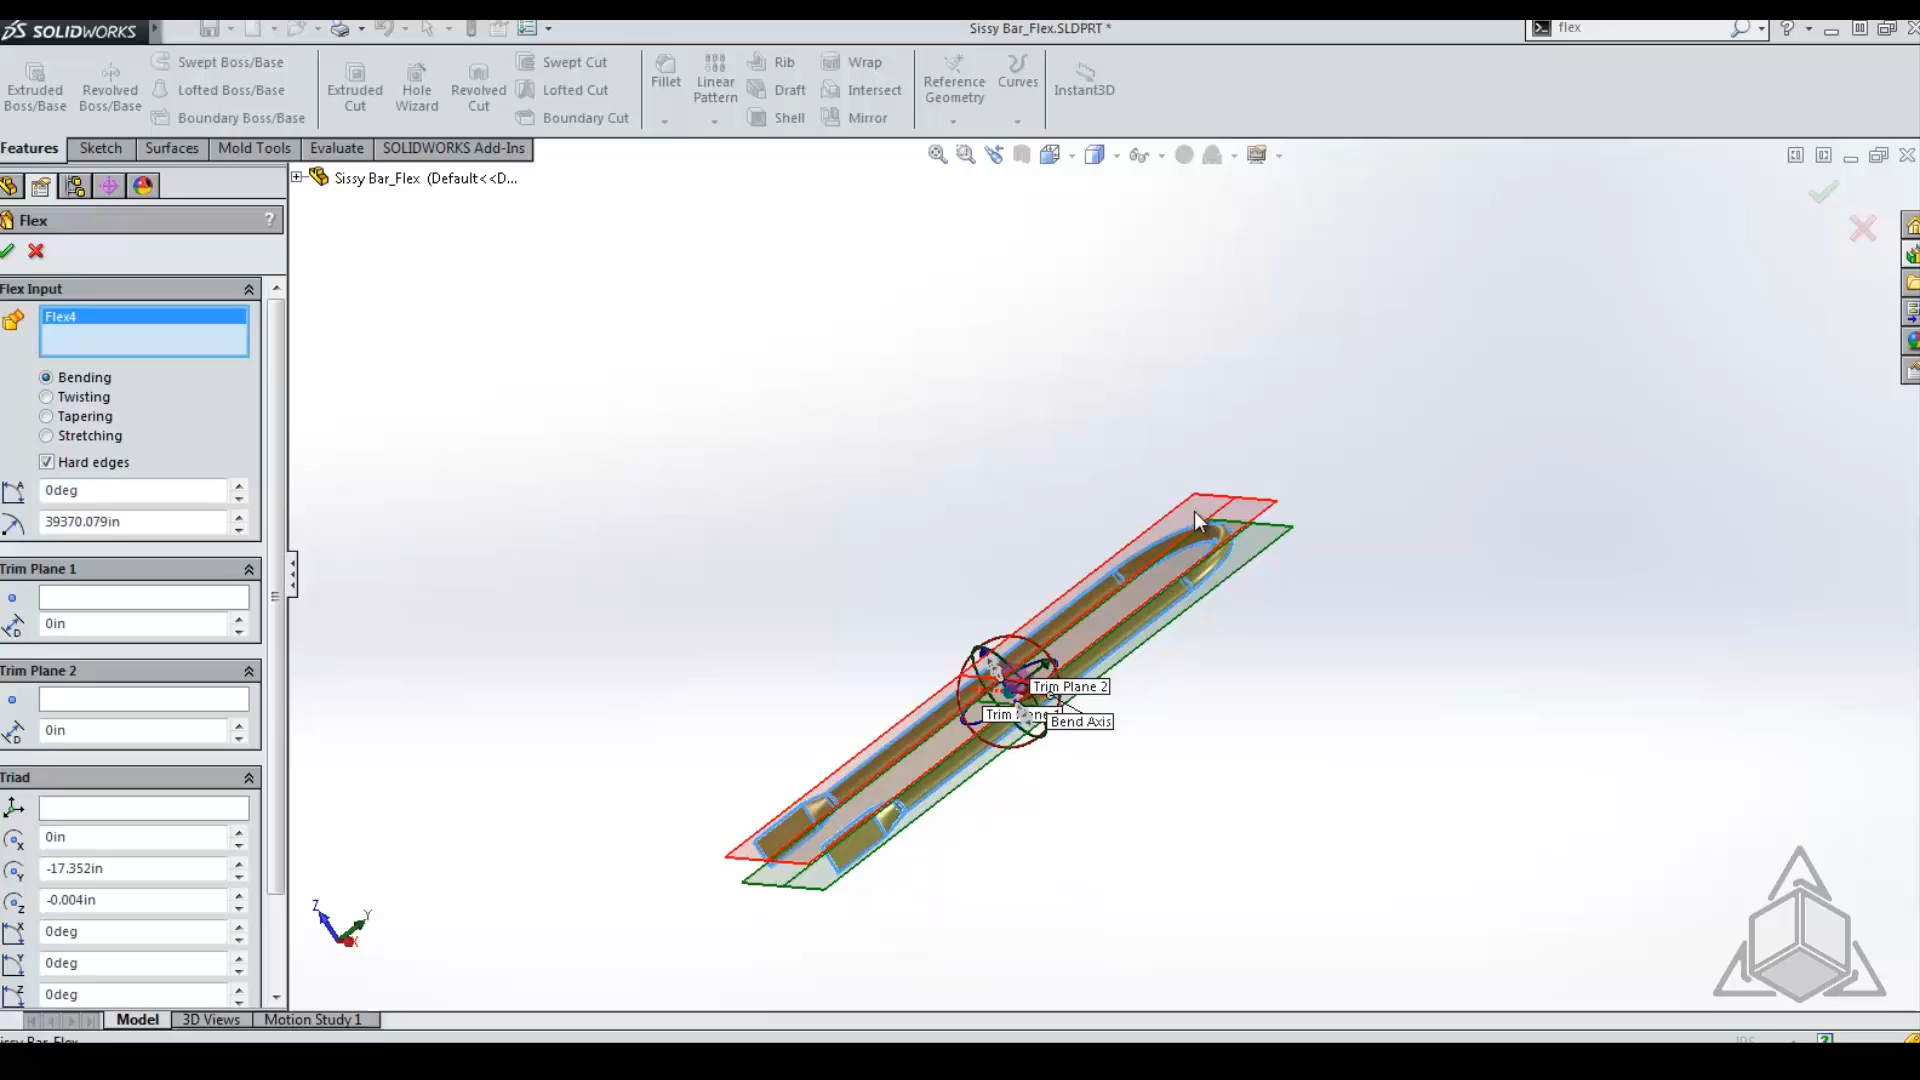 SOLIDWORKS
Sissy Bar_Flex.SLDPRT *
flex
Extruded Boss/Base
Revolved Boss/Base
Swept Boss/Base
Lofted Boss/Base
Boundary Boss/Base
Extruded Cut
Hole Wizard
Revolved Cut
Swept Cut
Lofted Cut
Boundary Cut
Fillet
Linear Pattern
Rib
Draft
Shell
Wrap
Intersect
Mirror
Reference Geometry
Curves
Instant3D
Features
Sketch
Surfaces
Mold Tools
Evaluate
SOLIDWORKS Add-Ins
Sissy Bar_Flex (Default<<D...
Flex
?
Flex Input
Flex4
Bending
Twisting
Tapering
Stretching
Hard edges
0deg
39370.079in
Trim Plane 1
0in
Trim Plane 2
0in
Triad
0in
-17.352in
-0.004in
0deg
0deg
0deg
Trim Plane 2
Bend Axis
Z
Y
X
Model
3D Views
Motion Study 1